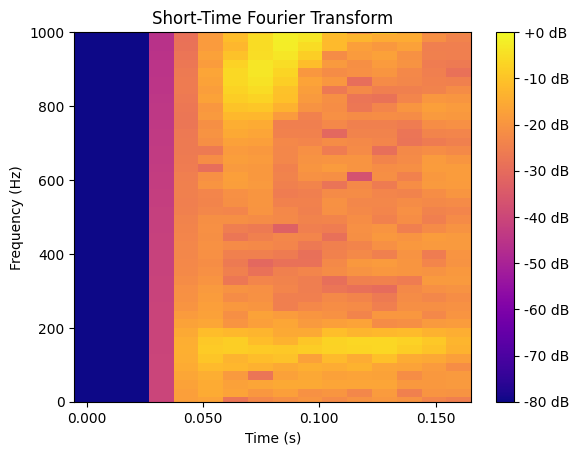 Short-Time Fourier Transform
1000
800
600
400
200
0
Frequency (Hz)
0.000
0.050
0.100
0.150
Time (s)
+0 dB
-10 dB
-20 dB
-30 dB
-40 dB
-50 dB
-60 dB
-70 dB
-80 dB